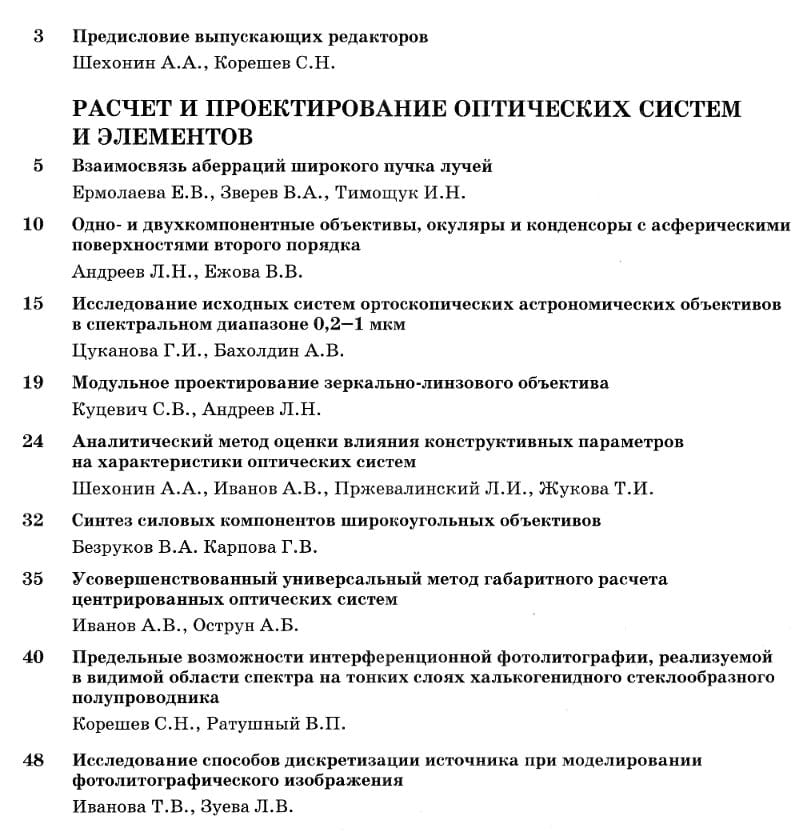 3 Предисловие выпускающих редакторов
Шехонин А.А., Корешев С.Н.
РАСЧЕТ И ПРОЕКТИРОВАНИЕ ОПТИЧЕСКИХ СИСТЕМ
И ЭЛЕМЕНТОВ
5 Взаимосвязь аберраций широкого пучка лучей
Ермолаева Е.В., Зверев В.А., Тимощук И.Н.
10 Одно- и двухкомпонентные объективы, окуляры и конденсоры с асферическими
поверхностями второго порядка
Андреев Л.Н., Ежова В.В.
15 Исследование исходных систем ортоскопических астрономических объективов
в спектральном диапазоне 0,2−1 мкм
Цуканова Г.И., Бахолдин А.В.
19 Модульное проектирование зеркально-линзового объектива
Куцевич С.В., Андреев Л.Н.
24 Аналитический метод оценки влияния конструктивных параметров
на характеристики оптических систем
Шехонин А.А., Иванов А.В., Пржевалинский Л.И., Жукова Т.И.
32 Синтез силовых компонентов широкоугольных объективов
Безруков В.А. Карпова Г.В.
35 Усовершенствованный универсальный метод габаритного расчета
центрированных оптических систем
Иванов А.В., Острун А.Б.
40 Предельные возможности интерференционной фотолитографии, реализуемой
в видимой области спектра на тонких слоях халькогенидного стеклообразного
полупроводника
Корешев С.Н., Ратушный В.П.
48 Исследование способов дискретизации источника при моделировании
фотолитографического изображения
Иванова Т.В., Зуева Л.В.